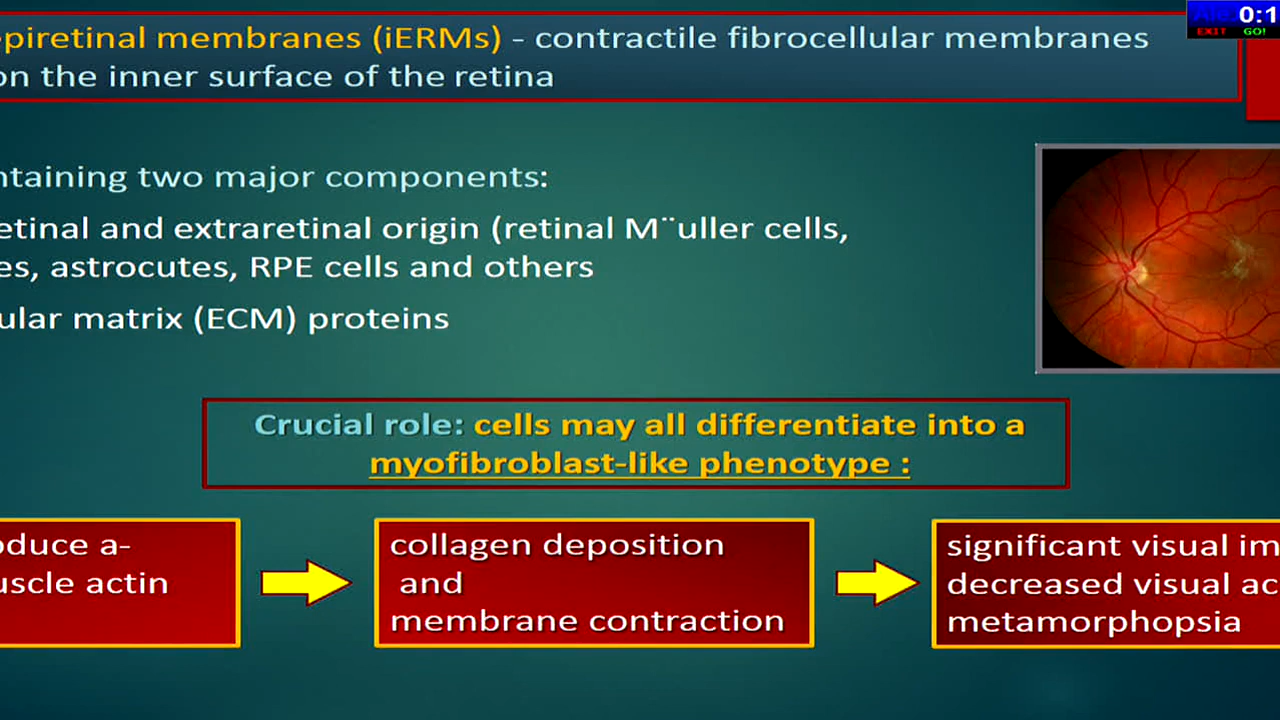 epiretinal membranes (iERMs) - contractile fibrocellular membranes
on the inner surface of the retina
0:1
EXIT GO!
ntaining two major components:
etinal and extraretinal origin (retinal M¨uller cells,
es, astrocutes, RPE cells and others
ular matrix (ECM) proteins
Crucial role: cells may all differentiate into a
myofibroblast-like phenotype :
oduce a-
uscle actin
collagen deposition
and
membrane contraction
significant visual im
decreased visual ac
metamorphopsia